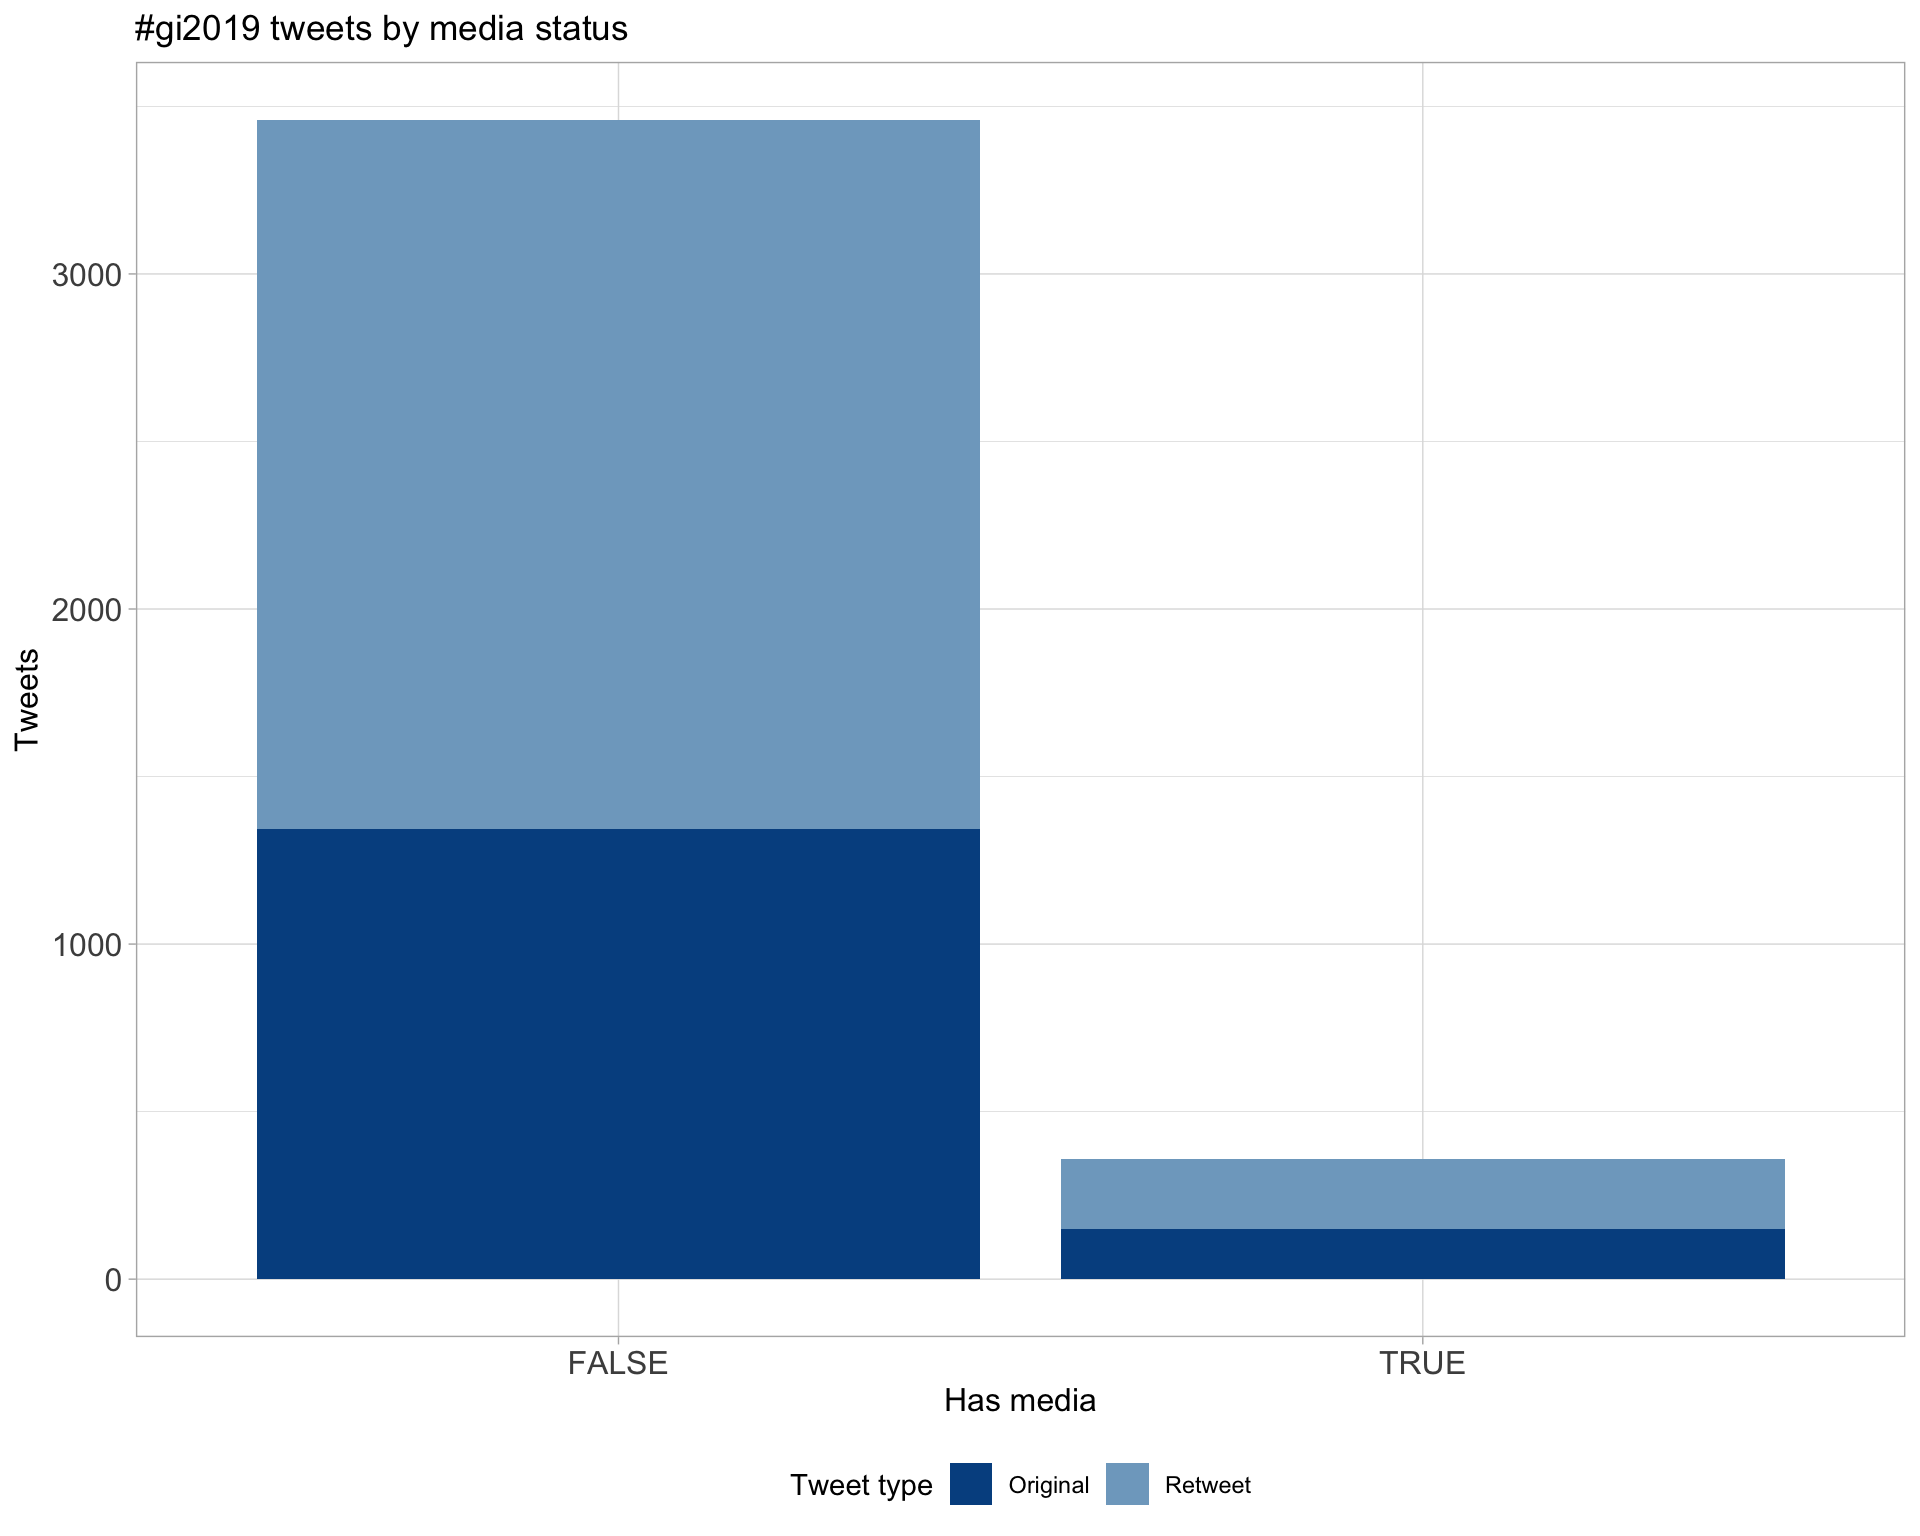 #gi2019 tweets by media status
Tweets
3000
2000
1000
0
FALSE TRUE
Has media
Tweet type Original Retweet